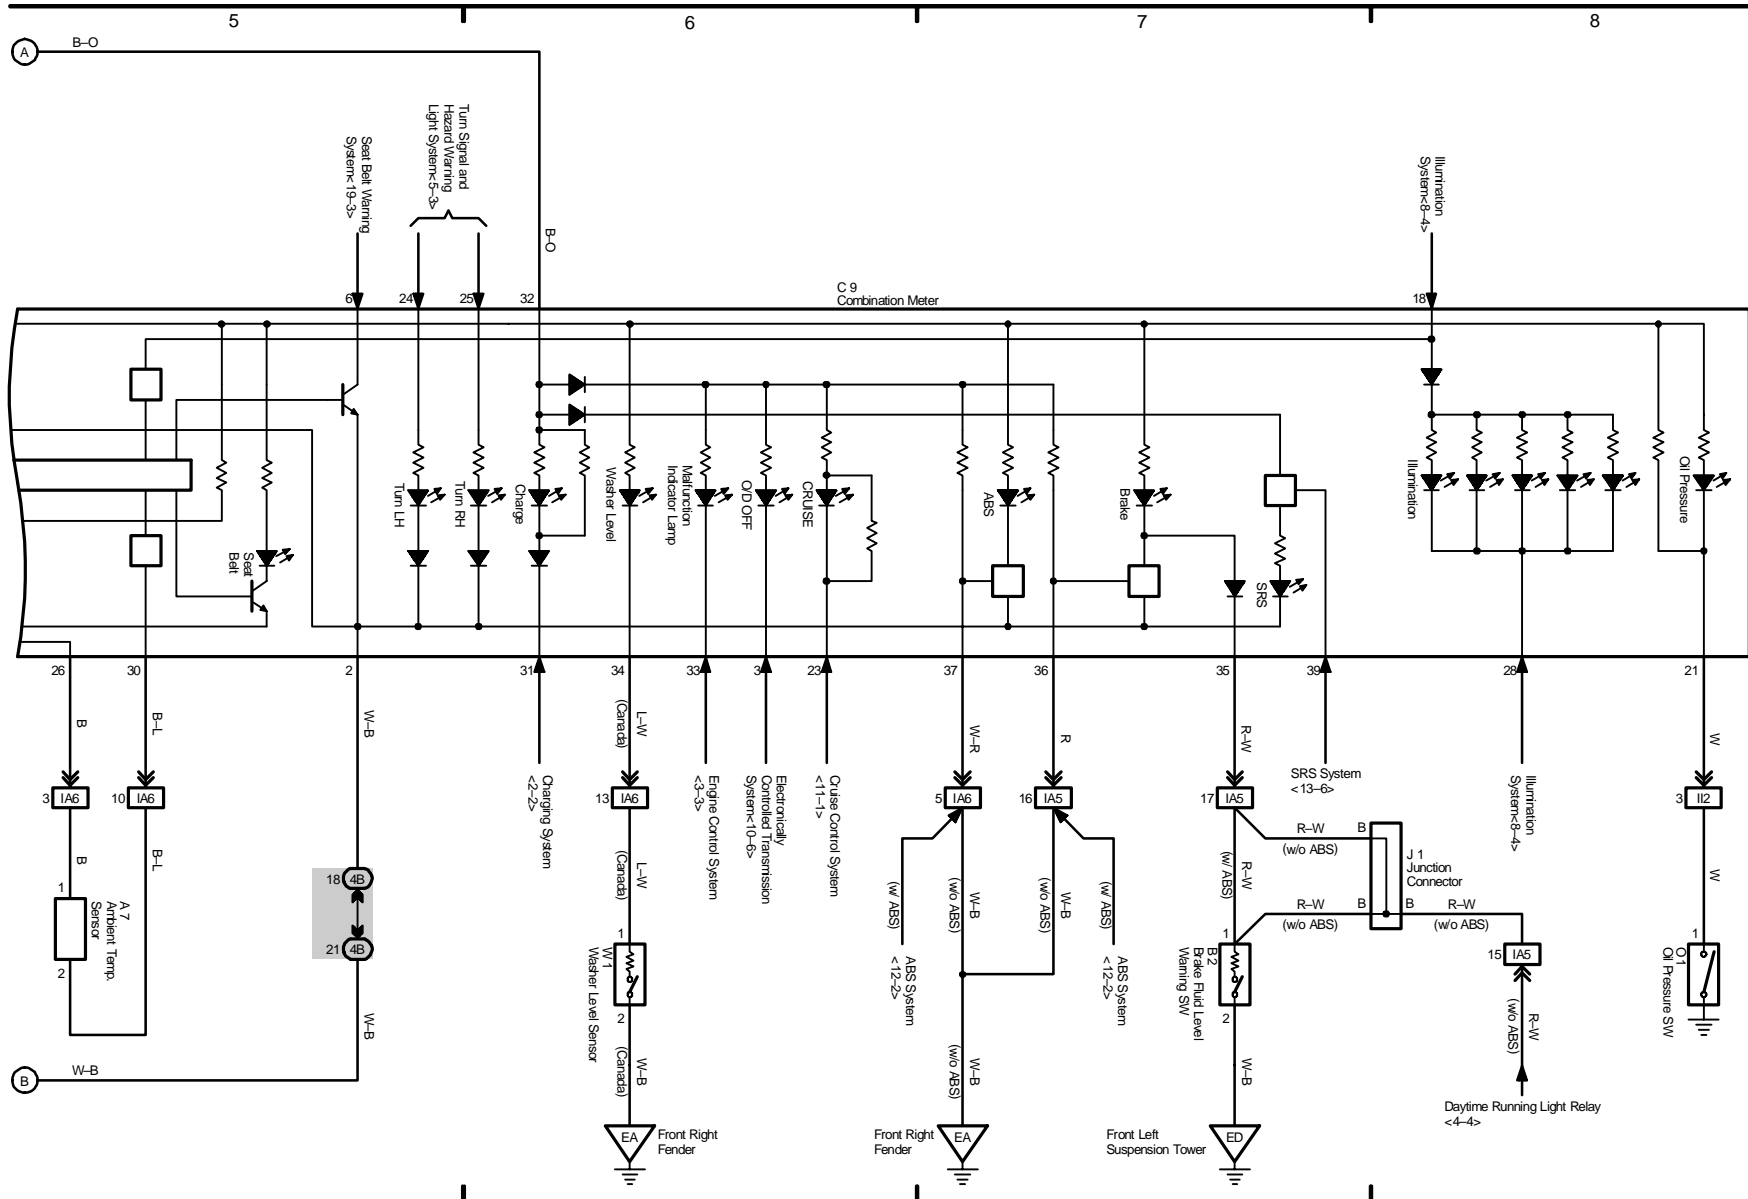 5
6
7
8
A
B–O
Turn Signal and
Hazard Warning
Light System<5–3>
Seat Belt Warning
System<19–3>
B–O
Illumination
System<8–4>
C 9
Combination Meter
6
24
25
32
18
Turn LH
Turn RH
Charge
Washer Level
Malfunction
Indicator Lamp
O/D OFF
CRUISE
ABS
Brake
SRS
Illumination
Oil Pressure
Seat
Belt
26
30
2
31
34
33
3
23
37
36
35
39
28
21
B
B–L
W–B
L–W
(Canada)
W–R
R
R–W
W
Charging System
<2–2>
Engine Control System
<3–3>
Electronically
Controlled Transmission
System<10–6>
Cruise Control System
<11–1>
SRS System
<13–6>
Illumination
System<8–4>
3 IA6
10 IA6
13 IA6
5 IA6
16 IA5
17 IA5
3 II2
B
B–L
18 4B
21 4B
L–W
(Canada)
(w/ ABS)
W–B
(w/o ABS)
W–B
(w/o ABS)
(w/ ABS)
R–W
(w/ ABS)
R–W
(w/o ABS)
B
J 1
Junction
Connector
R–W
(w/o ABS)
B
B
R–W
(w/o ABS)
W
1
A 7
Ambient Temp.
Sensor
2
1
W 1
Washer Level Sensor
2
ABS System
<12–2>
ABS System
<12–2>
1
B 2
Brake Fluid Level
Warning SW
2
15 IA5
1
O 1
Oil Pressure SW
W–B
W–B
(Canada)
W–B
(w/o ABS)
W–B
R–W
(w/o ABS)
B
W–B
Daytime Running Light Relay
<4–4>
EA
Front Right
Fender
Front Right
Fender
EA
Front Left
Suspension Tower
ED